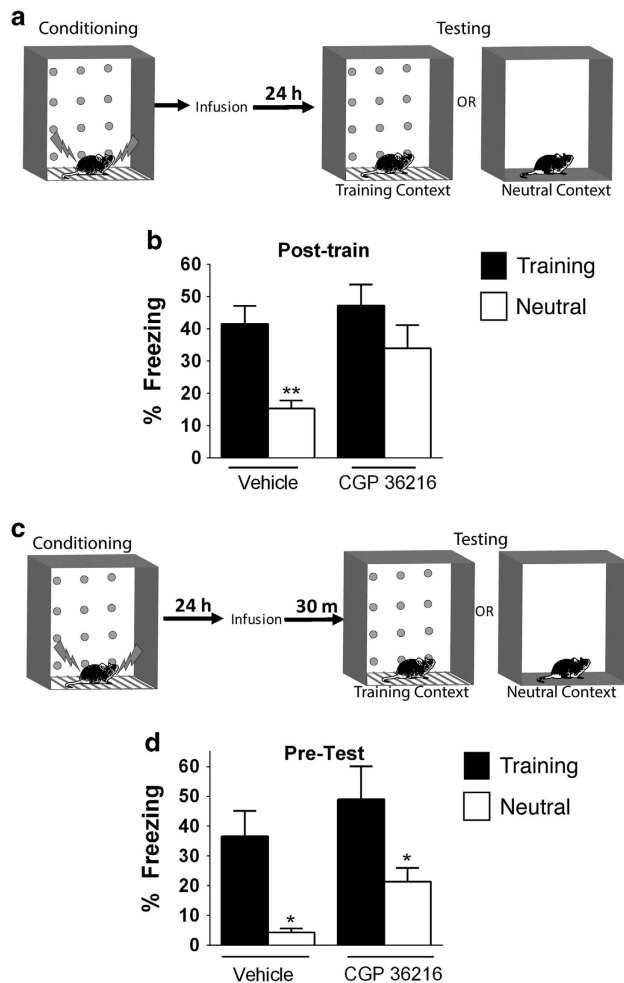 a
Conditioning
Testing
Infusion
24 h
OR
Training Context
Neutral Context
b
Post-train
Training
Neutral
% Freezing
60
50
40
30
20
10
0
**
Vehicle
CGP 36216
c
Conditioning
Testing
24 h
Infusion
30 m
OR
Training Context
Neutral Context
d
Pre-Test
Training
Neutral
% Freezing
60
50
40
30
20
10
0
*
*
Vehicle
CGP 36216